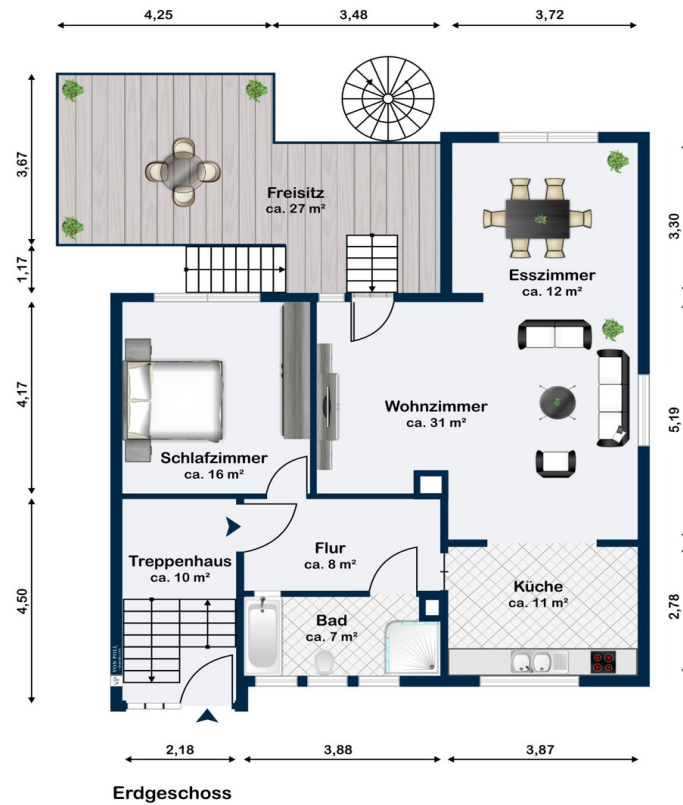 4,25
3,48
3,72
3,67
1,17
4,17
4,50
3,30
5,19
2,78
Freisitz
ca. 27 m²
Esszimmer
ca. 12 m²
Wohnzimmer
ca. 31 m²
Schlafzimmer
ca. 16 m²
Treppenhaus
ca. 10 m²
Flur
ca. 8 m²
Küche
ca. 11 m²
Bad
ca. 7 m²
VON POLL
VP
2,18
3,88
3,87
Erdgeschoss